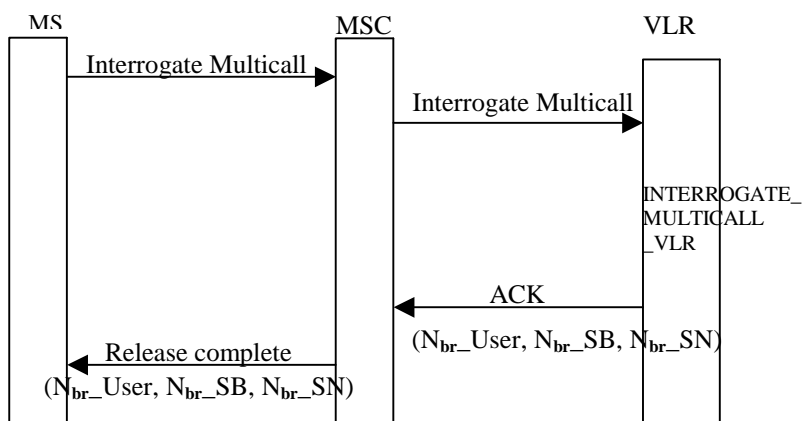 MS
MSC
VLR
Interrogate Multicall
Interrogate Multicall
INTERROGATE_
MULTICALL
_VLR
ACK
(Nbr_User, Nbr_SB, Nbr_SN)
Release complete
(Nbr_User, Nbr_SB, Nbr_SN)